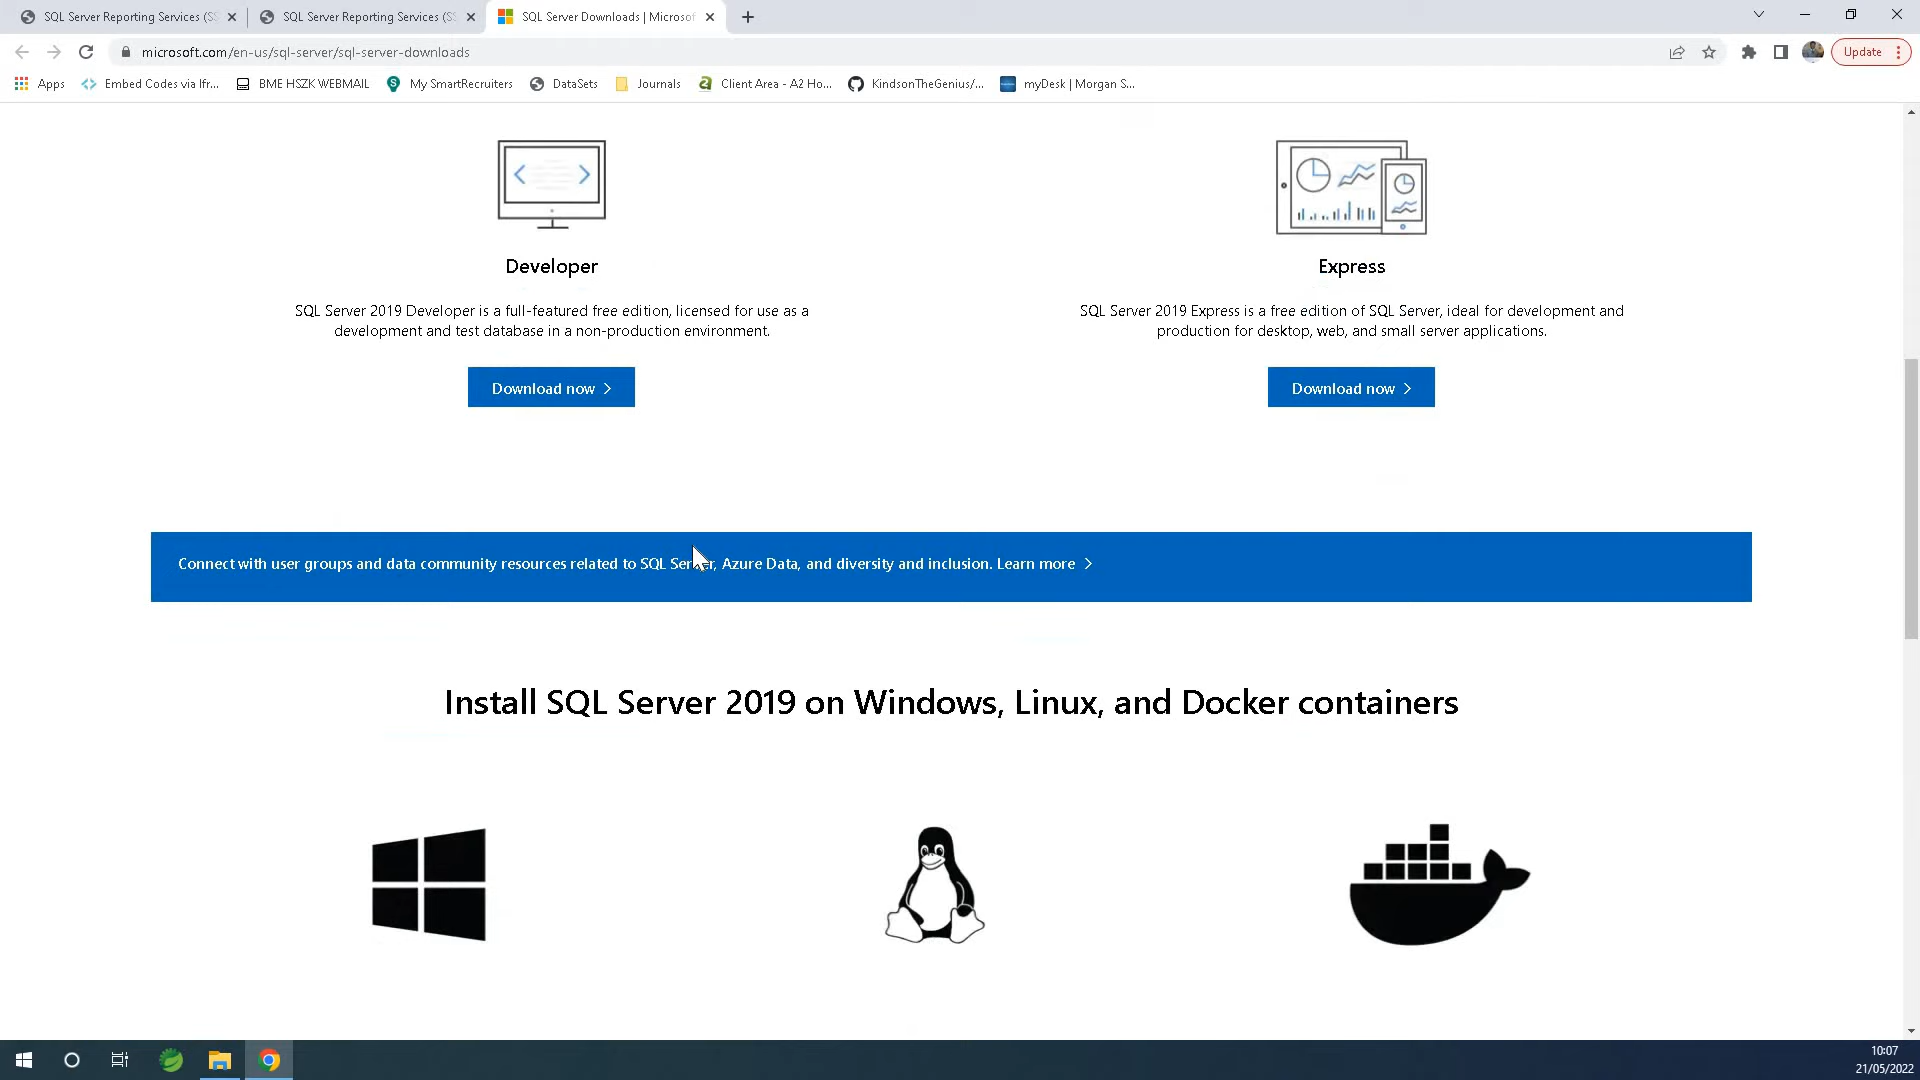 SQL Server Reporting Services (SS
SQL Server Reporting Services (SS
SQL Server Downloads | Microsof
microsoft.com/en-us/sql-server/sql-server-downloads
Update
Apps
Embed Codes via Ifr...
BME HSZK WEBMAIL
My SmartRecruiters
DataSets
Journals
Client Area - A2 Ho...
KindsonTheGenius/...
myDesk | Morgan S...
Developer
SQL Server 2019 Developer is a full-featured free edition, licensed for use as a
development and test database in a non-production environment.
Download now
Express
SQL Server 2019 Express is a free edition of SQL Server, ideal for development and
production for desktop, web, and small server applications.
Download now
Connect with user groups and data community resources related to SQL Server, Azure Data, and diversity and inclusion. Learn more
Install SQL Server 2019 on Windows, Linux, and Docker containers
10:07
21/05/2022